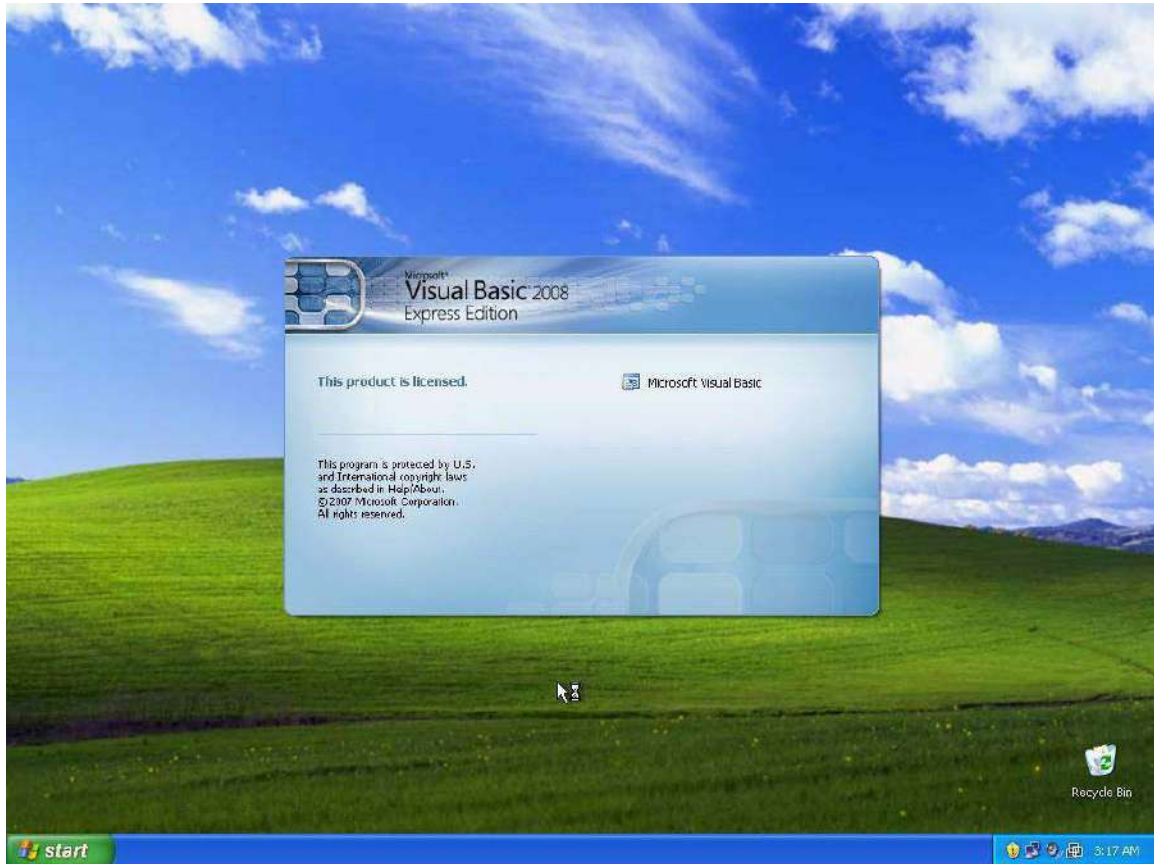 Microsoft®
Visual Basic 2008
Express Edition
This product is licensed.
Microsoft Visual Basic
This program is protected by U.S.
and International copyright laws
as described in Help/About.
©2007 Microsoft Corporation.
All rights reserved.
Recycle Bin
start
3:17 AM